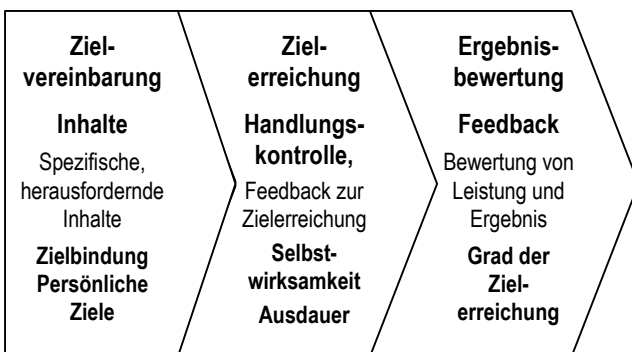 Ziel-
vereinbarung
Inhalte
Spezifische,
herausfordernde
Inhalte
Zielbindung
Persönliche
Ziele
Ziel-
erreichung
Handlungs-
kontrolle,
Feedback zur
Zielerreichung
Selbst-
wirksamkeit
Ausdauer
Ergebnis-
bewertung
Feedback
Bewertung von
Leistung und
Ergebnis
Grad der
Ziel-
erreichung